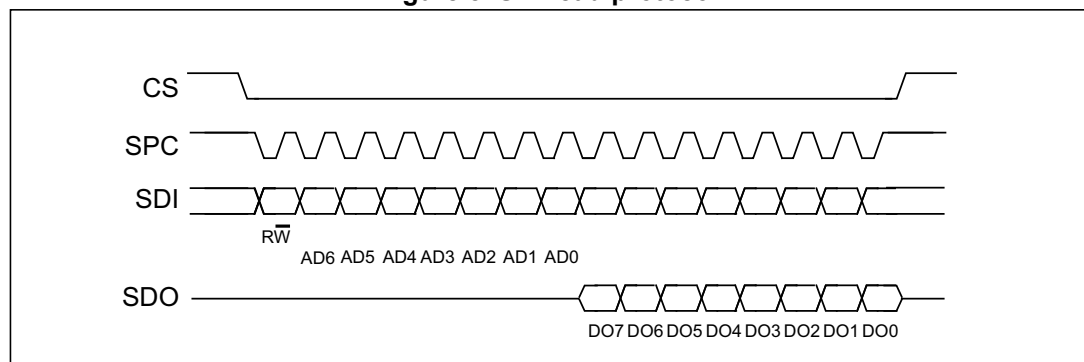 CS
SPC
SDI
RW̅
AD6 AD5 AD4 AD3 AD2 AD1 AD0
SDO
DO7 DO6 DO5 DO4 DO3 DO2 DO1 DO0